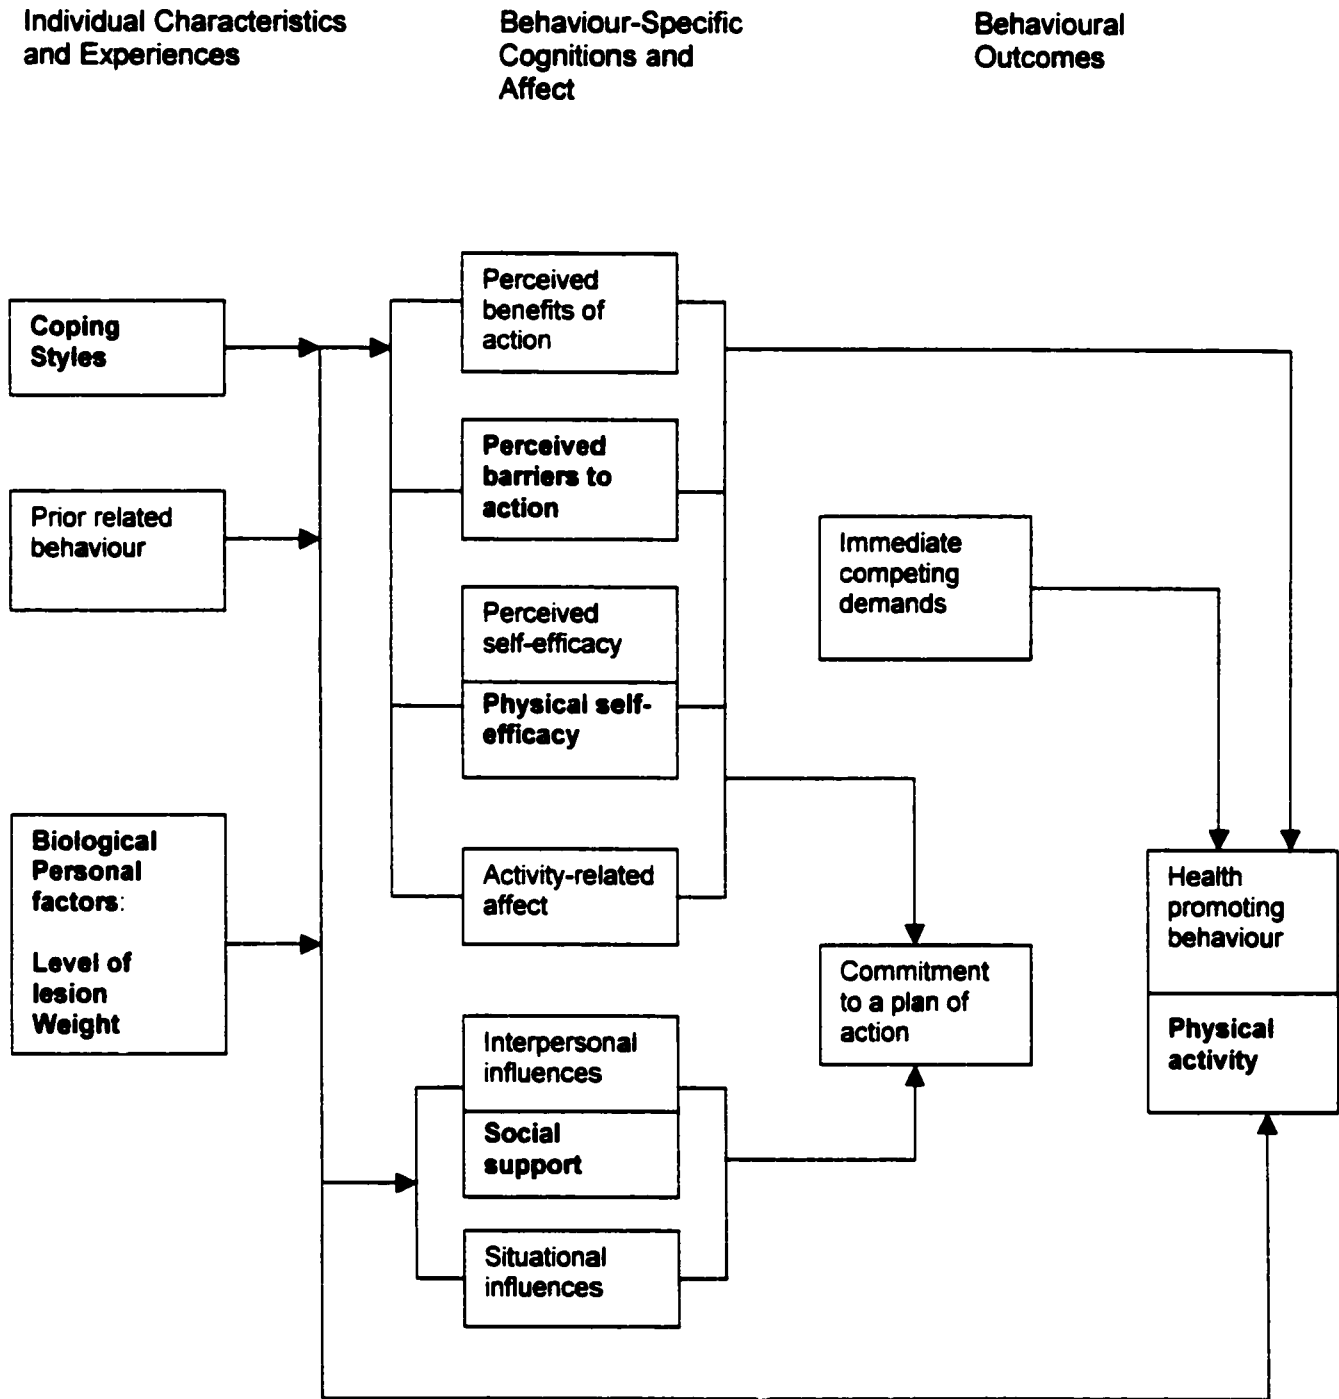 Individual Characteristics
and Experiences
Behaviour-Specific
Cognitions and
Affect
Behavioural
Outcomes
Coping
Styles
Prior related
behaviour
Biological
Personal
factors:
Level of
lesion
Weight
Perceived
benefits of
action
Perceived
barriers to
action
Perceived
self-efficacy
Physical self-
efficacy
Activity-related
affect
Interpersonal
influences
Social
support
Situational
influences
Immediate
competing
demands
Commitment
to a plan of
action
Health
promoting
behaviour
Physical
activity